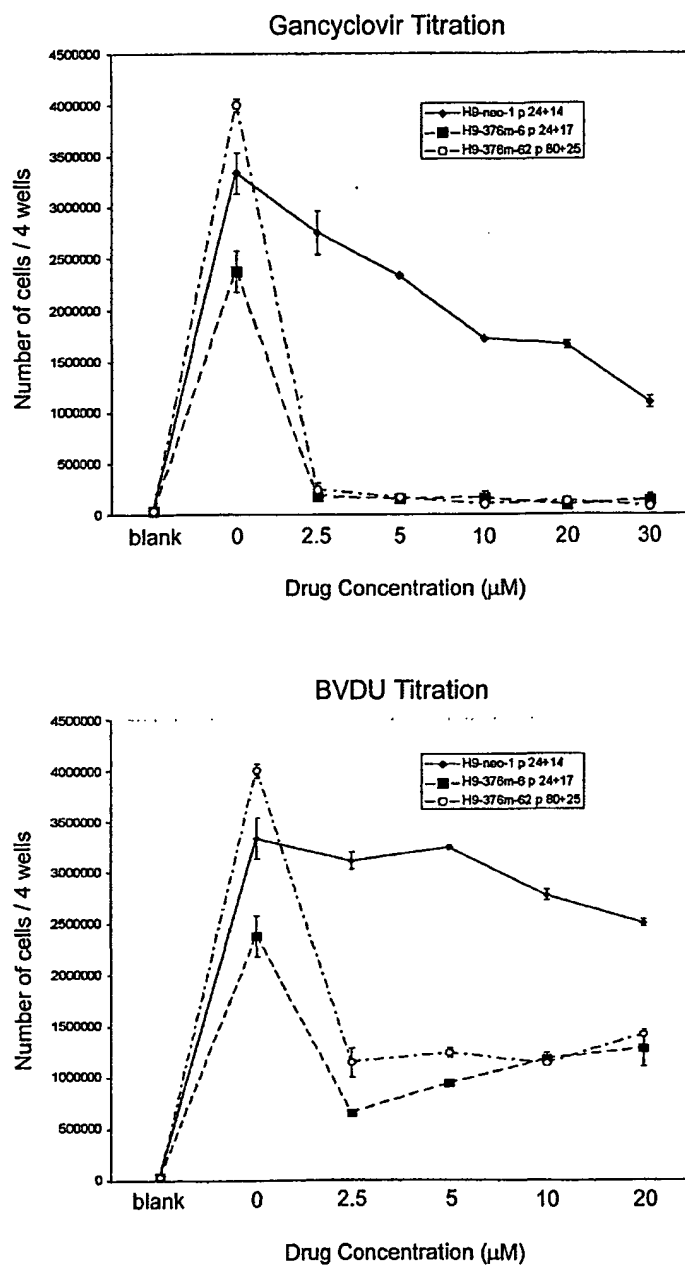 Gancyclovir Titration
4500000
4000000
3500000
3000000
2500000
2000000
1500000
1000000
500000
0
Number of cells / 4 wells
H9-neo-1 p 24+14
H9-376m-6 p 24+17
H9-376m-62 p 80+25
blank 0 2.5 5 10 20 30
Drug Concentration (μM)
BVDU Titration
4500000
4000000
3500000
3000000
2500000
2000000
1500000
1000000
500000
0
Number of cells / 4 wells
H9-neo-1 p 24+14
H9-376m-6 p 24+17
H9-376m-62 p 80+25
blank 0 2.5 5 10 20
Drug Concentration (μM)